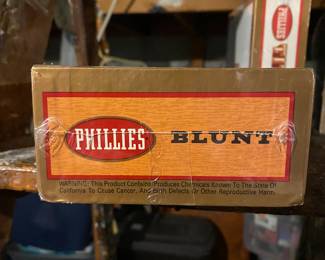 PHILLIES
PHILLIES BLUNT
WARNING: This Product Contains/Produces Chemicals Known To The State Of
California To Cause Cancer, And Birth Defects Or Other Reproductive Harm.